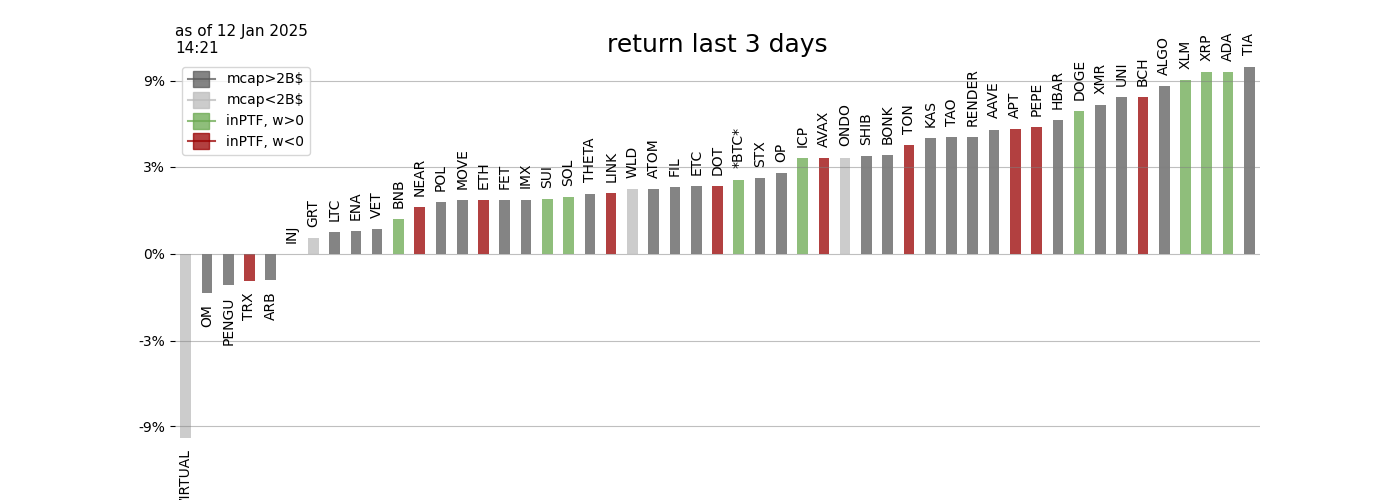 as of 12 Jan 2025
14:21
return last 3 days
mcap>2B$
mcap<2B$
inPTF, w>0
inPTF, w<0
9%
3%
0%
-3%
-9%
OM
PENGU
TRX
ARB
INJ
GRT
LTC
ENA
VET
BNB
NEAR
POL
MOVE
ETH
FET
IMX
SUI
SOL
THETA
LINK
WLD
ATOM
FIL
ETC
DOT
*BTC*
STX
OP
ICP
AVAX
ONDO
SHIB
BONK
TON
KAS
TAO
RENDER
AAVE
APT
PEPE
HBAR
DOGE
XMR
UNI
BCH
ALGO
XLM
XRP
ADA
TIA